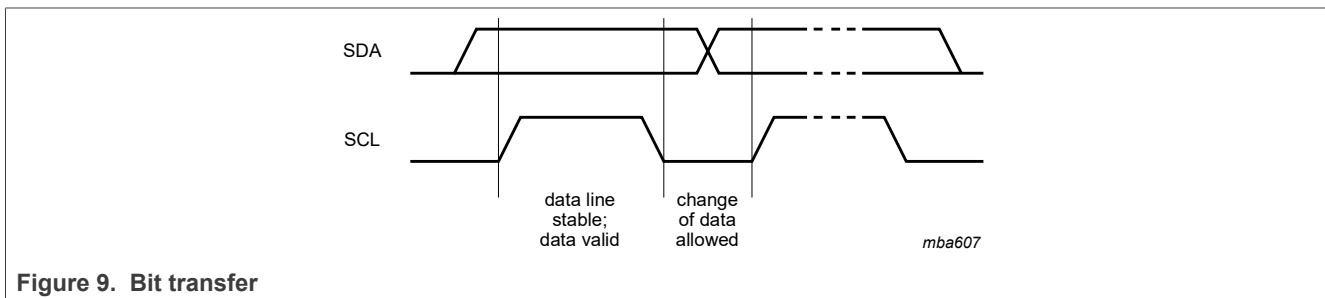 SDA
SCL
data line
stable;
data valid
change
of data
allowed
mba607
Figure 9. Bit transfer